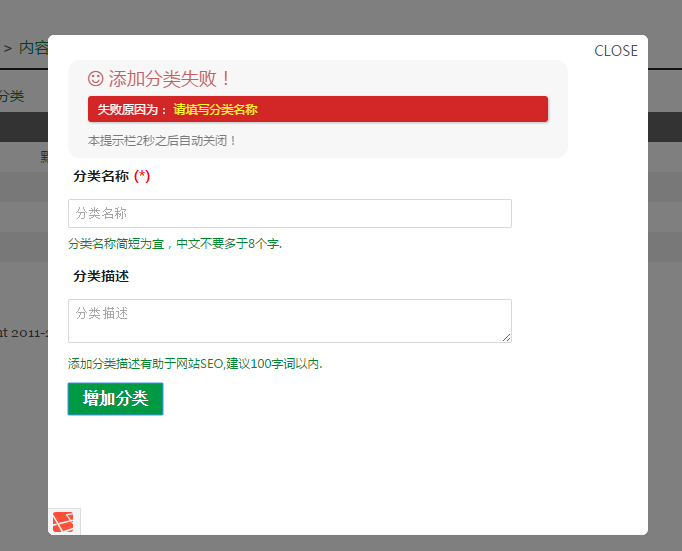 > 内容
CLOSE
添加分类失败！
分类
失败原因为： 请填写分类名称
本提示栏2秒之后自动关闭！
分类名称 (*)
分类名称
分类名称简短为宜，中文不要多于8个字.
分类描述
分类描述
nt 2011-2
添加分类描述有助于网站SEO,建议100字词以内.
增加分类